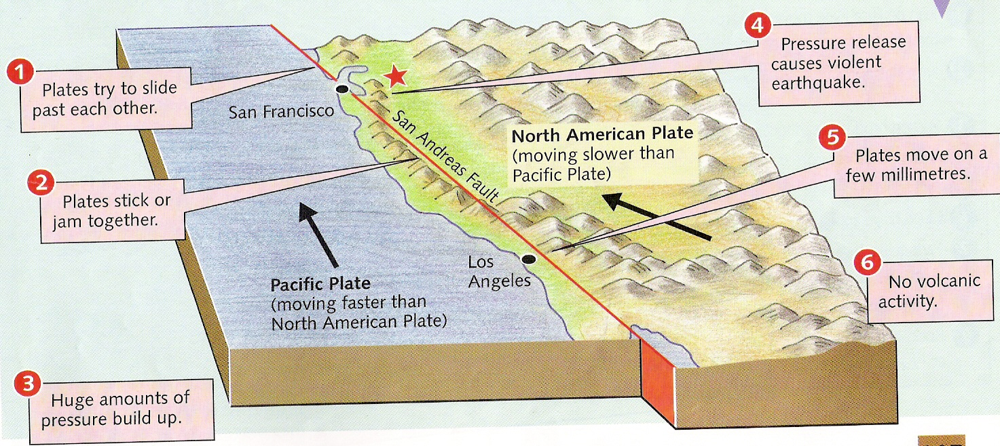 1
Plates try to slide
past each other.
2
Plates stick or
jam together.
3
Huge amounts of
pressure build up.
4
Pressure release
causes violent
earthquake.
5
Plates move on a
few millimetres.
6
No volcanic
activity.
San Francisco
San Andreas Fault
North American Plate
(moving slower than
Pacific Plate)
Los
Angeles
Pacific Plate
(moving faster than
North American Plate)